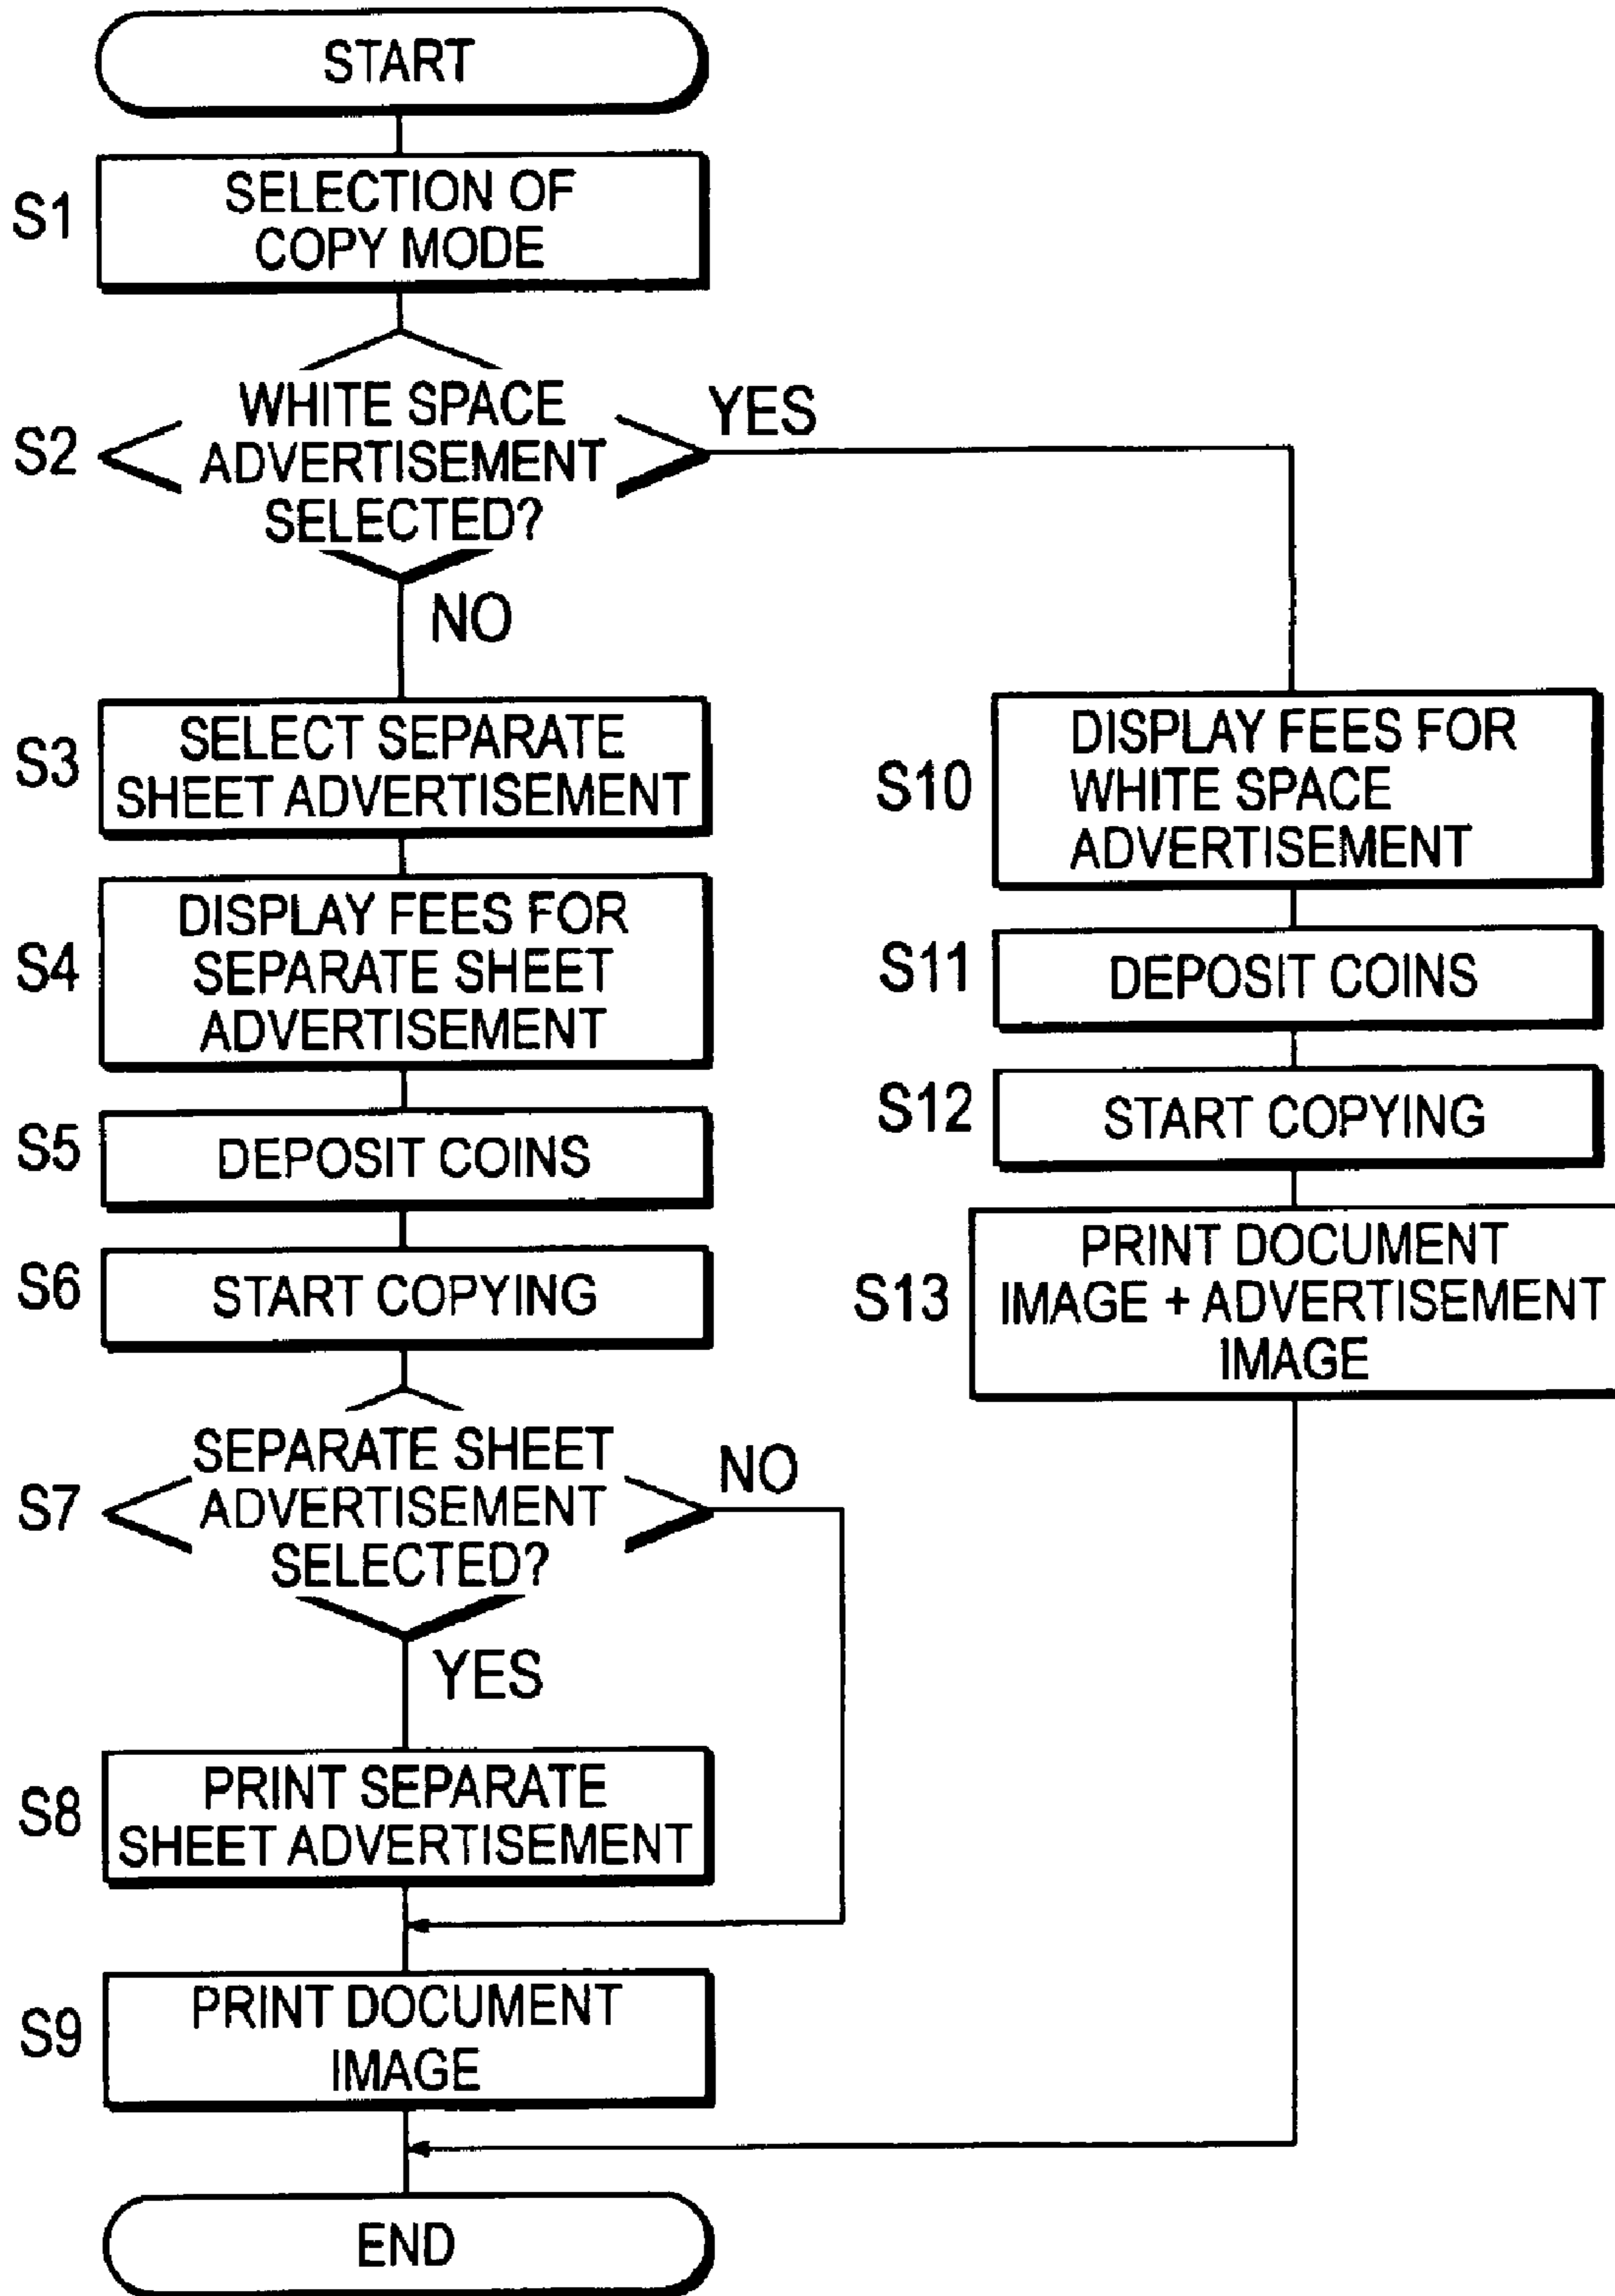 START
S1
SELECTION OF
COPY MODE
S2
WHITE SPACE
ADVERTISEMENT
SELECTED?
YES
NO
S3
SELECT SEPARATE
SHEET ADVERTISEMENT
S4
DISPLAY FEES FOR
SEPARATE SHEET
ADVERTISEMENT
S5
DEPOSIT COINS
S6
START COPYING
S7
SEPARATE SHEET
ADVERTISEMENT
SELECTED?
NO
YES
S8
PRINT SEPARATE
SHEET ADVERTISEMENT
S9
PRINT DOCUMENT
IMAGE
S10
DISPLAY FEES FOR
WHITE SPACE
ADVERTISEMENT
S11
DEPOSIT COINS
S12
START COPYING
S13
PRINT DOCUMENT
IMAGE + ADVERTISEMENT
IMAGE
END